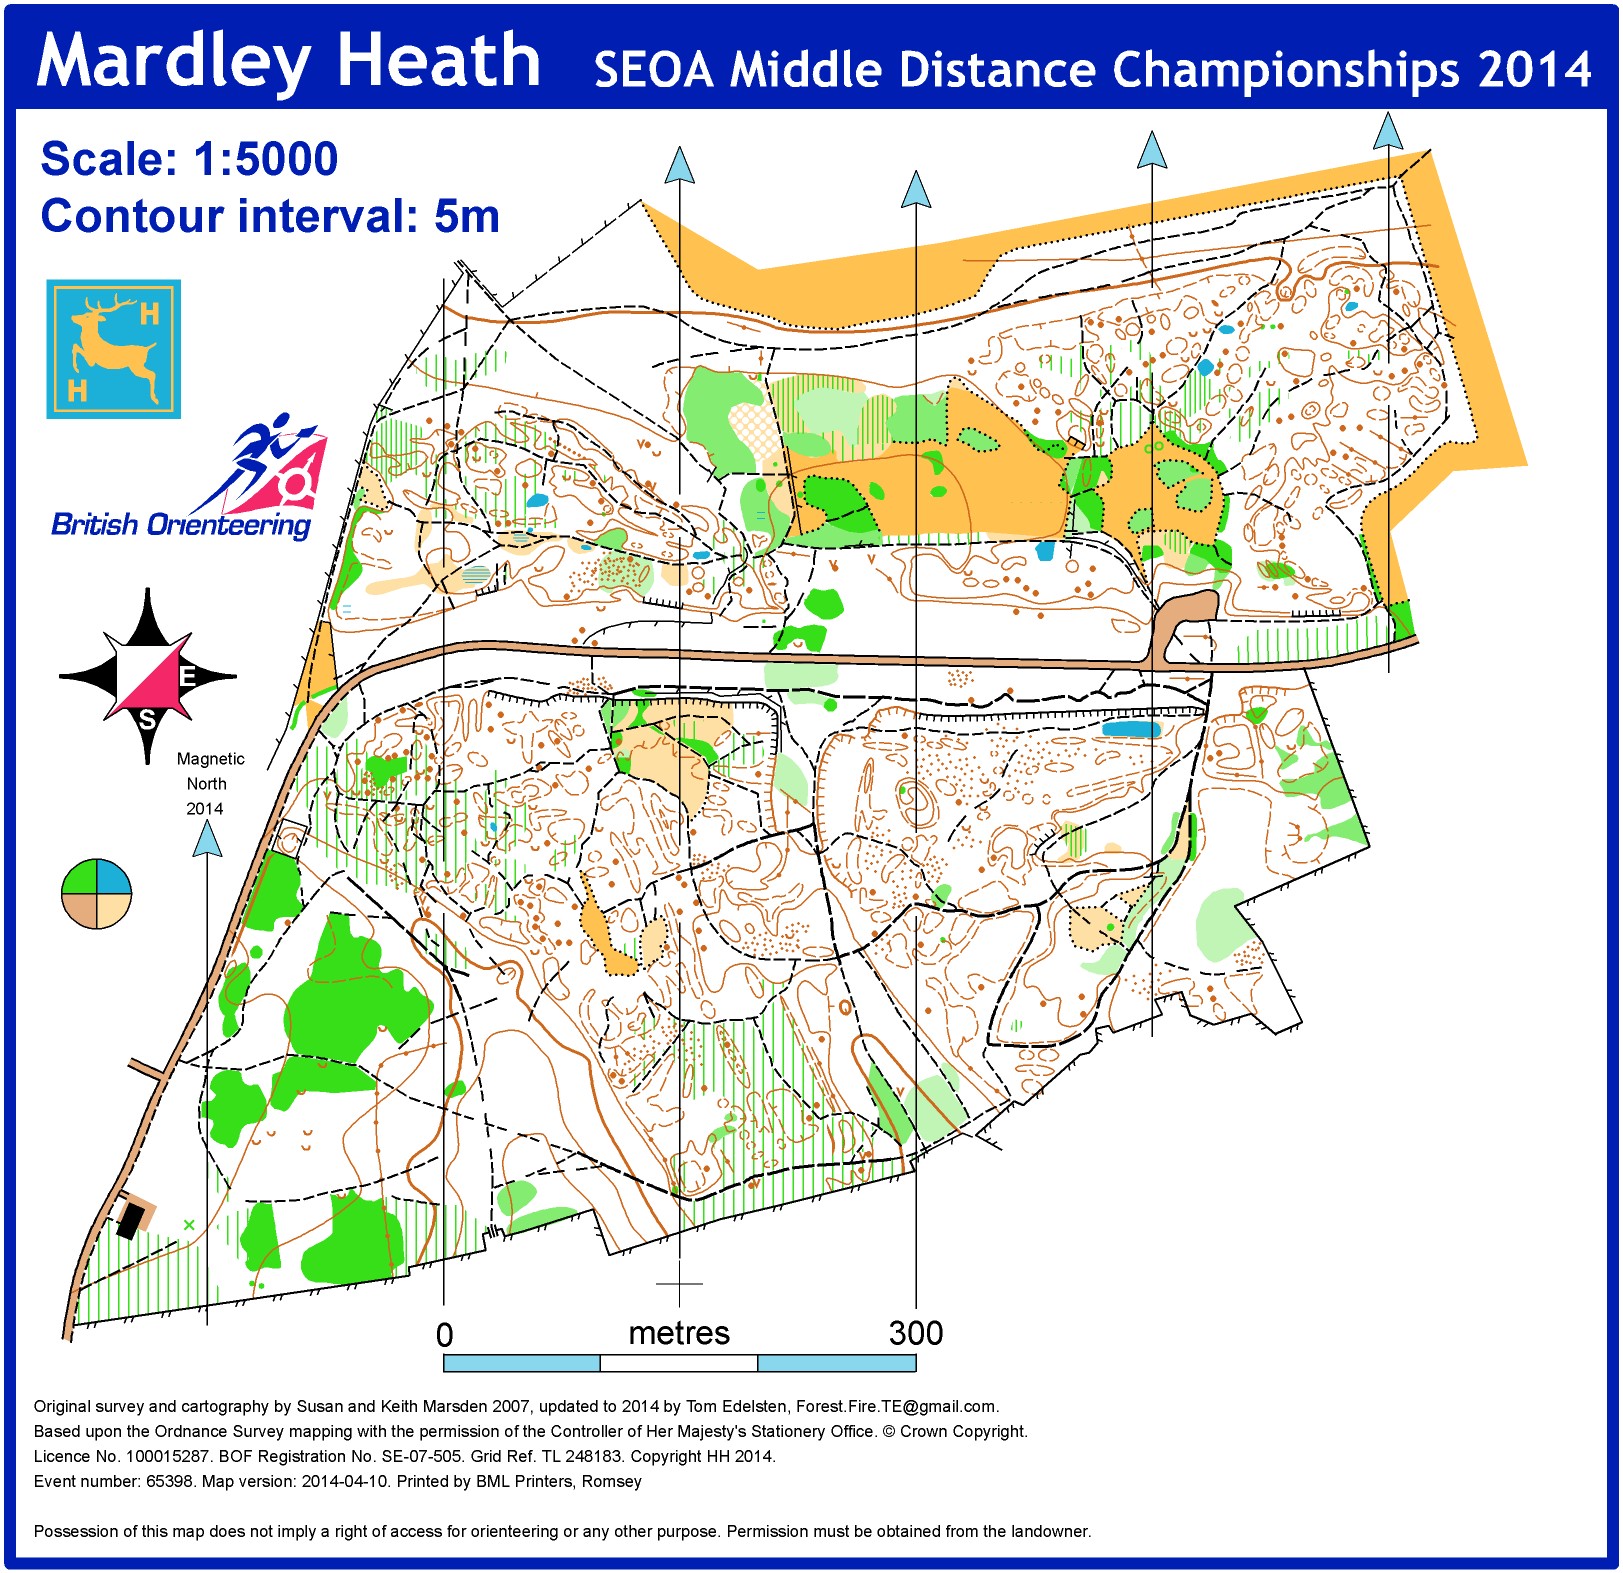 Mardley Heath SEOA Middle Distance Championships 2014
Scale: 1:5000
Contour interval: 5m
H
H
British Orienteering
E
S
Magnetic
North
2014
0 metres 300
Original survey and cartography by Susan and Keith Marsden 2007, updated to 2014 by Tom Edelsten, Forest.Fire.TE@gmail.com.
Based upon the Ordnance Survey mapping with the permission of the Controller of Her Majesty's Stationery Office. © Crown Copyright.
Licence No. 100015287. BOF Registration No. SE-07-505. Grid Ref. TL 248183. Copyright HH 2014.
Event number: 65398. Map version: 2014-04-10. Printed by BML Printers, Romsey
Possession of this map does not imply a right of access for orienteering or any other purpose. Permission must be obtained from the landowner.